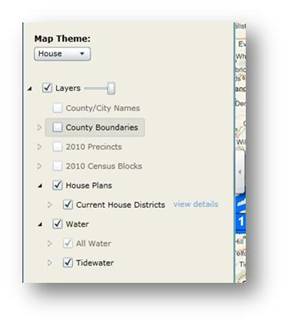 Map Theme:
House
Layers
County/City Names
County Boundaries
2010 Precincts
2010 Census Blocks
House Plans
Current House Districts view details
Water
All Water
Tidewater
1